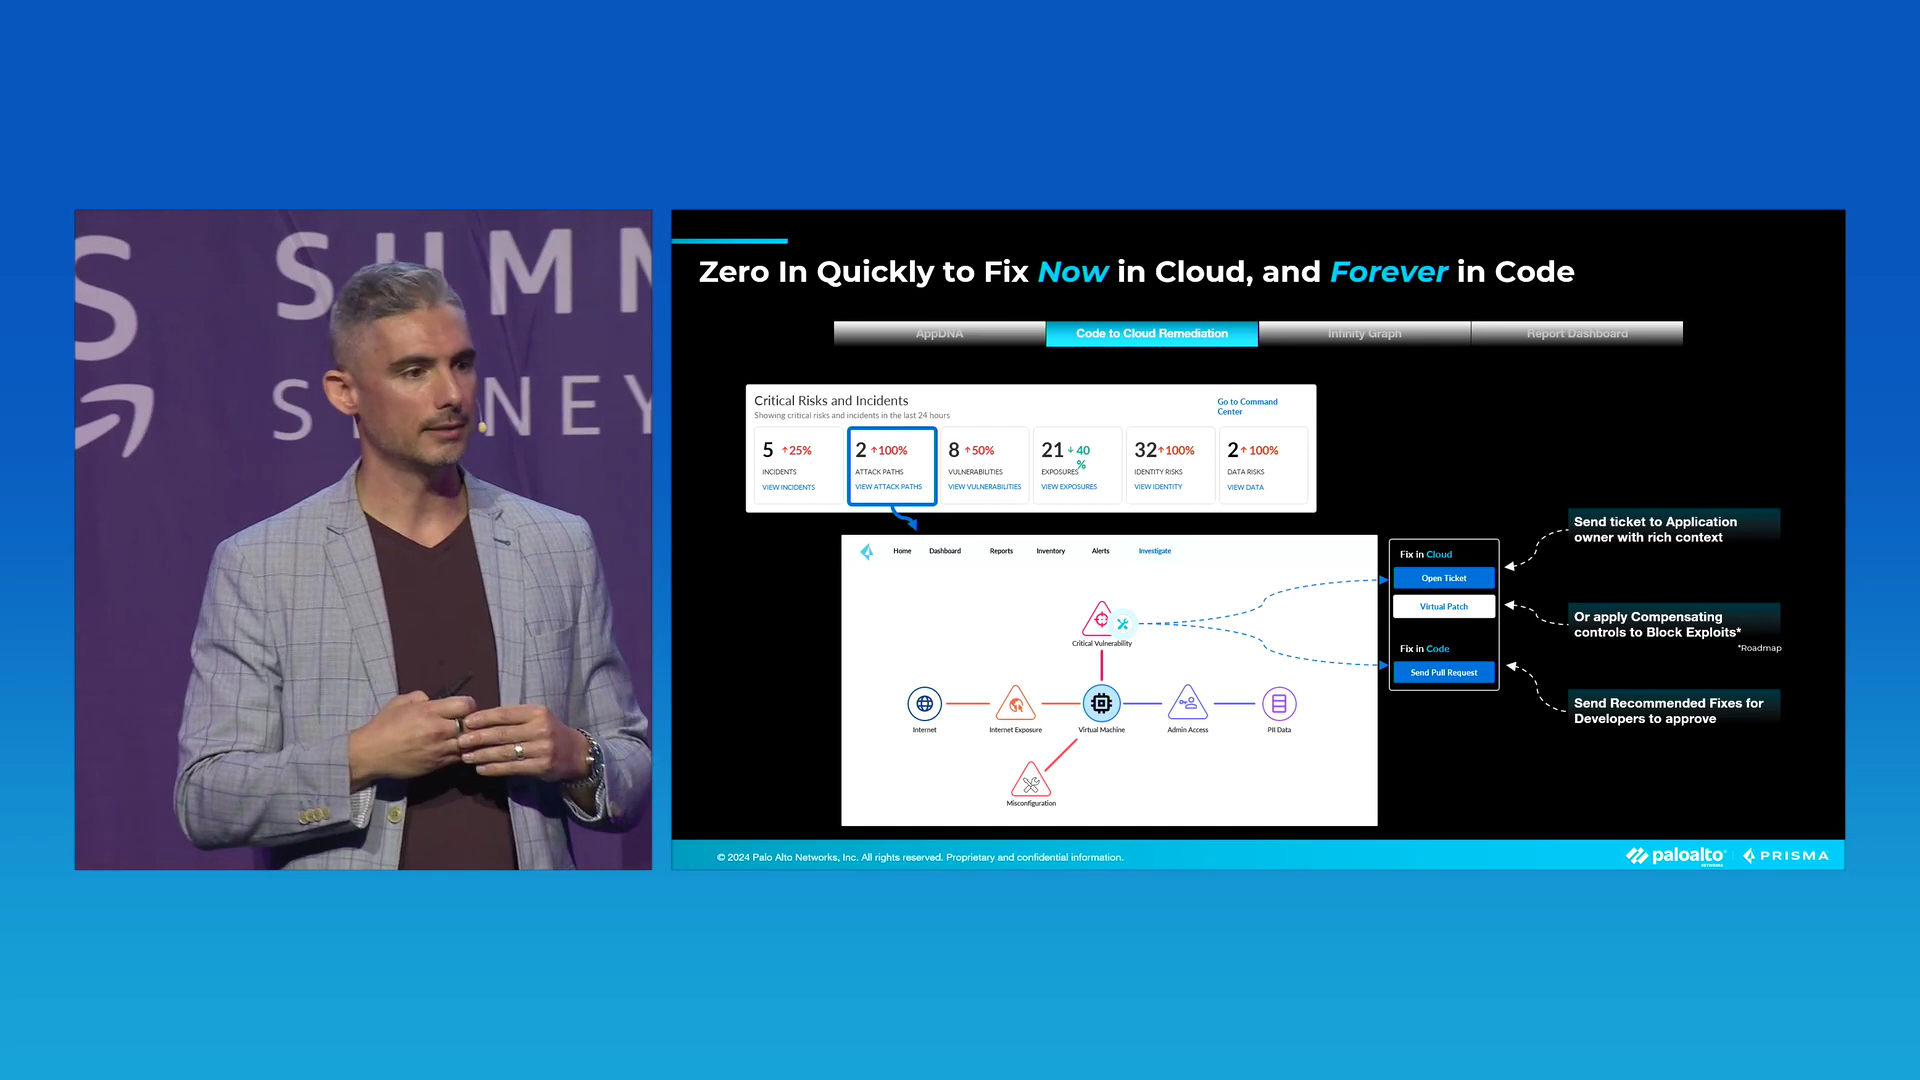 S
SUMM
S NEY
Zero In Quickly to Fix Now in Cloud, and Forever in Code
AppDNA
Code to Cloud Remediation
Infinity Graph
Report Dashboard
Critical Risks and Incidents
Showing critical risks and incidents in the last 24 hours
Go to Command
Center
5 ↑25%
INCIDENTS
VIEW INCIDENTS
2 ↑100%
ATTACK PATHS
VIEW ATTACK PATHS
8 ↑50%
VULNERABILITIES
VIEW VULNERABILITIES
21 ↓ 40
%
EXPOSURES
VIEW EXPOSURES
32 ↑100%
IDENTITY RISKS
VIEW IDENTITY
2 ↑ 100%
DATA RISKS
VIEW DATA
Home Dashboard Reports Inventory Alerts Investigate
Critical Vulnerability
Internet
Internet Exposure
Virtual Machine
Admin Access
PII Data
Misconfiguration
Fix in Cloud
Open Ticket
Virtual Patch
Fix in Code
Send Pull Request
Send ticket to Application
owner with rich context
Or apply Compensating
controls to Block Exploits*
*Roadmap
Send Recommended Fixes for
Developers to approve
© 2024 Palo Alto Networks, Inc. All rights reserved. Proprietary and confidential information.
paloalto
NETWORKS
PRISMA